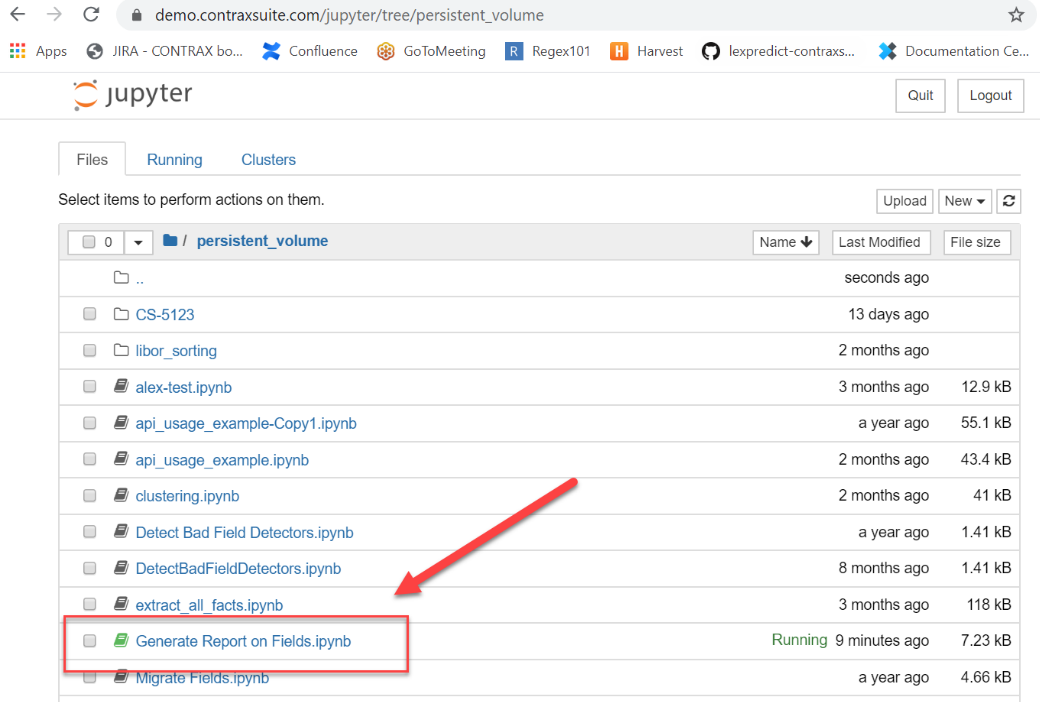 demo.contraxsuite.com/jupyter/tree/persistent_volume
Apps JIRA - CONTRAX bo... Confluence GoToMeeting R Regex101 H Harvest lexpredict-contraxs... Documentation Ce...
jupyter Quit Logout
Files Running Clusters
Select items to perform actions on them. Upload New
0 / persistent_volume Name Last Modified File size
.. seconds ago
CS-5123 13 days ago
libor_sorting 2 months ago
alex-test.ipynb 3 months ago 12.9 kB
api_usage_example-Copy1.ipynb a year ago 55.1 kB
api_usage_example.ipynb 2 months ago 43.4 kB
clustering.ipynb 2 months ago 41 kB
Detect Bad Field Detectors.ipynb a year ago 1.41 kB
DetectBadFieldDetectors.ipynb 8 months ago 1.41 kB
extract_all_facts.ipynb 3 months ago 118 kB
Generate Report on Fields.ipynb Running 9 minutes ago 7.23 kB
Migrate Fields.ipynb a year ago 4.66 kB